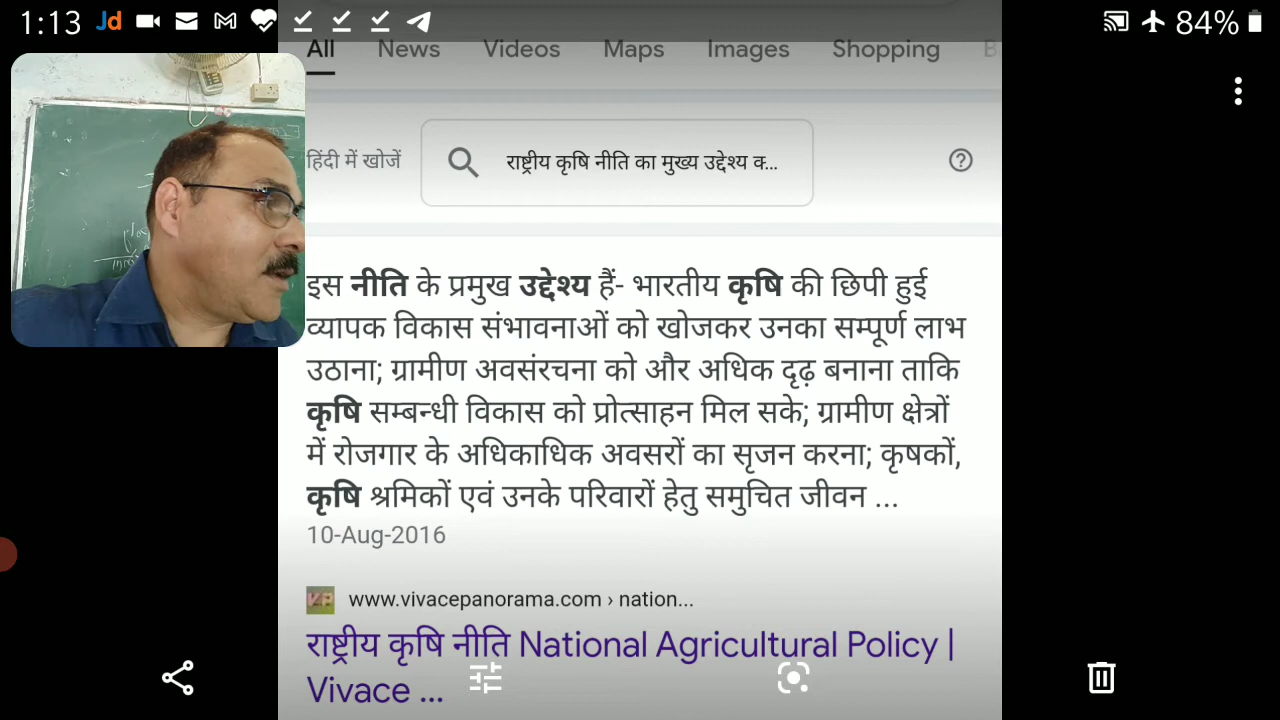 1:13 Jd 84%
All News Videos Maps Images Shopping
हिंदी में खोजें राष्ट्रीय कृषि नीति का मुख्य उद्देश्य क...
इस नीति के प्रमुख उद्देश्य हैं- भारतीय कृषि की छिपी हुई
व्यापक विकास संभावनाओं को खोजकर उनका सम्पूर्ण लाभ
उठाना; ग्रामीण अवसंरचना को और अधिक दृढ़ बनाना ताकि
कृषि सम्बन्धी विकास को प्रोत्साहन मिल सके; ग्रामीण क्षेत्रों
में रोजगार के अधिकाधिक अवसरों का सृजन करना; कृषकों,
कृषि श्रमिकों एवं उनके परिवारों हेतु समुचित जीवन ...
10-Aug-2016
VP www.vivacepanorama.com › nation...
राष्ट्रीय कृषि नीति National Agricultural Policy |
Vivace ...